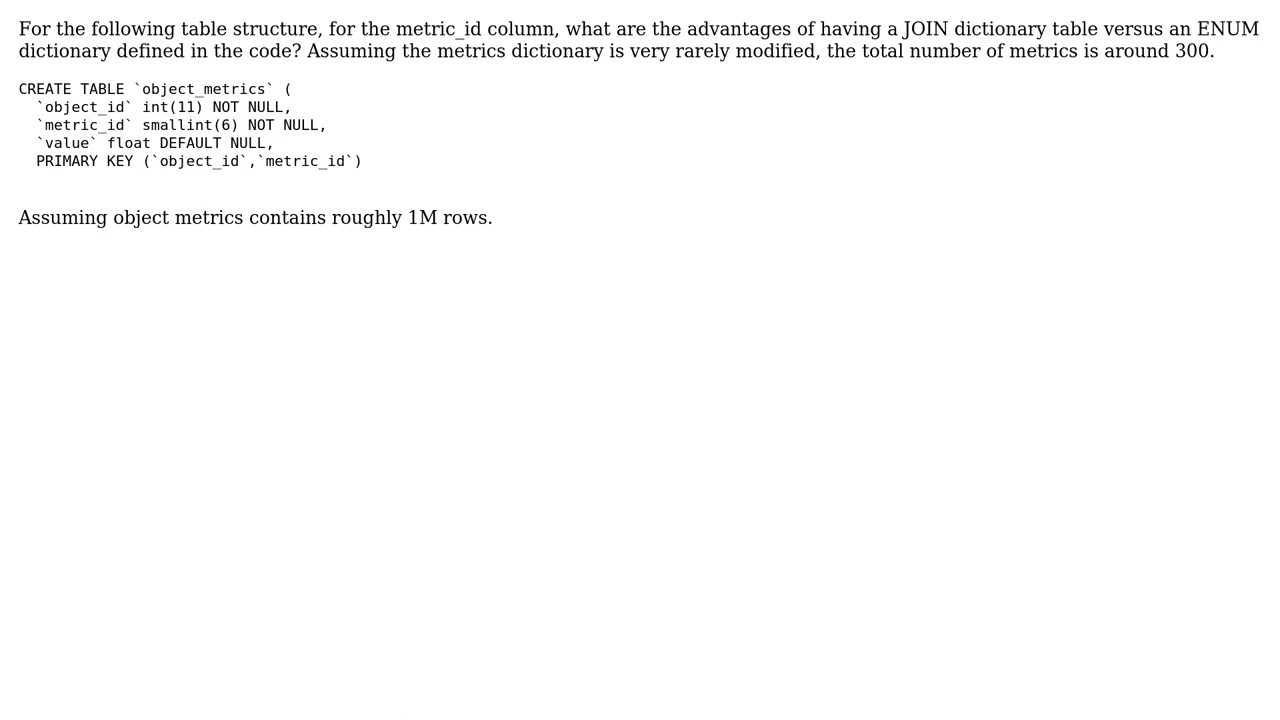 For the following table structure, for the metric_id column, what are the advantages of having a JOIN dictionary table versus an ENUM
dictionary defined in the code? Assuming the metrics dictionary is very rarely modified, the total number of metrics is around 300.
CREATE TABLE `object_metrics` (
  `object_id` int(11) NOT NULL,
  `metric_id` smallint(6) NOT NULL,
  `value` float DEFAULT NULL,
  PRIMARY KEY (`object_id`,`metric_id`)
Assuming object metrics contains roughly 1M rows.